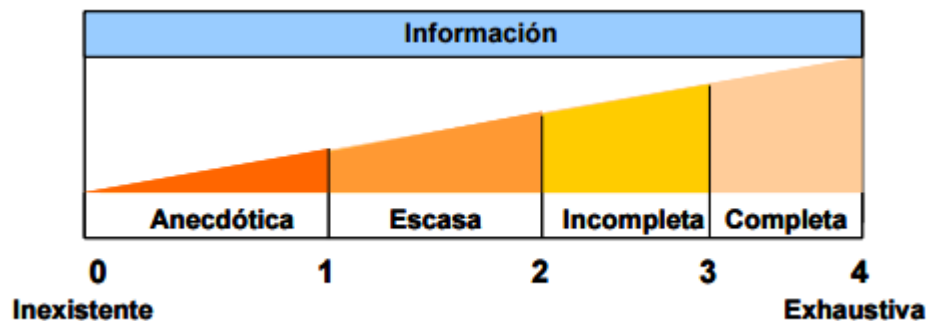 Información
Anecdótica Escasa Incompleta Completa
0 1 2 3 4
Inexistente Exhaustiva